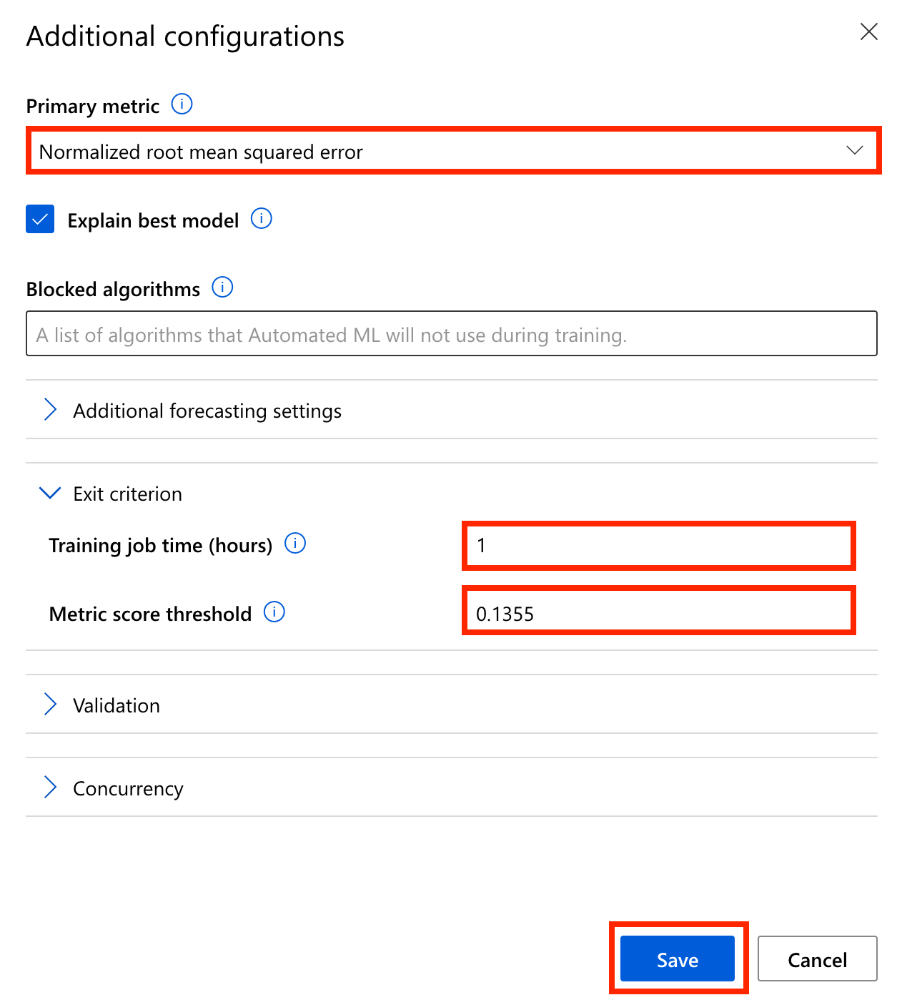 Additional configurations
Primary metric
Normalized root mean squared error
Explain best model
Blocked algorithms
A list of algorithms that Automated ML will not use during training.
Additional forecasting settings
Exit criterion
Training job time (hours)
1
Metric score threshold
0.1355
Validation
Concurrency
Save
Cancel